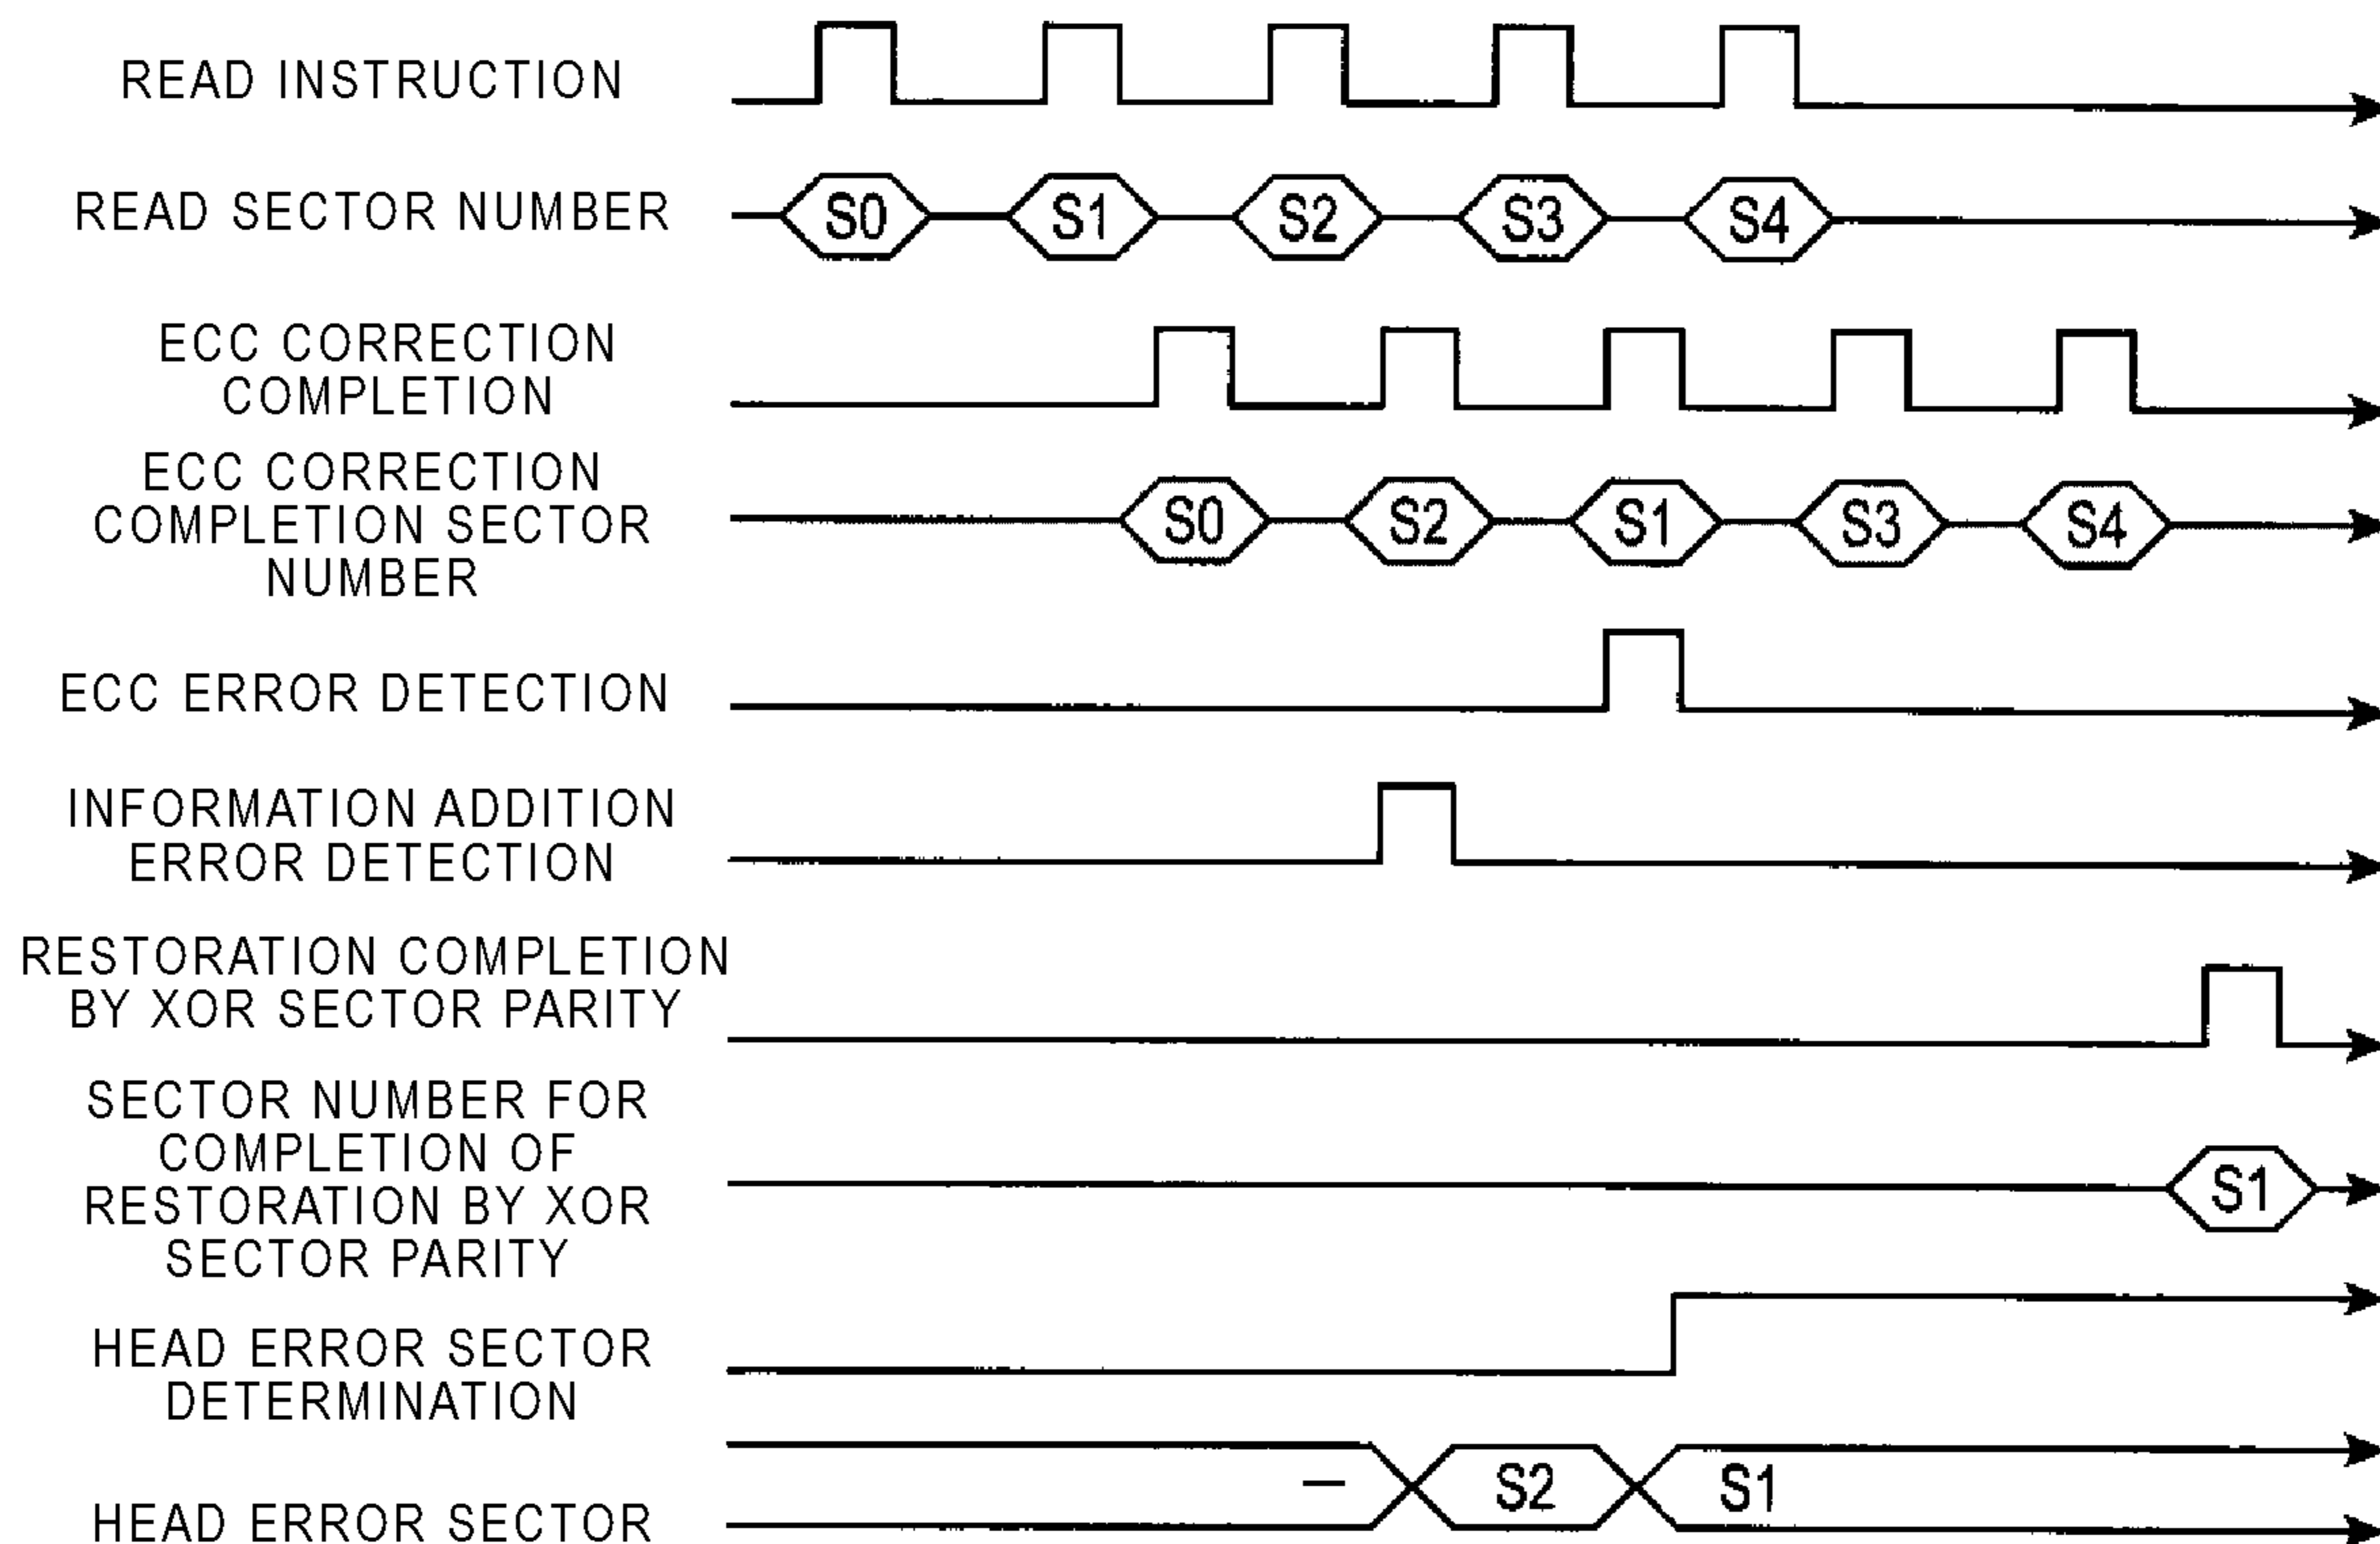 READ INSTRUCTION
READ SECTOR NUMBER
S0 S1 S2 S3 S4
ECC CORRECTION
COMPLETION
ECC CORRECTION
COMPLETION SECTOR
NUMBER
S0 S2 S1 S3 S4
ECC ERROR DETECTION
INFORMATION ADDITION
ERROR DETECTION
RESTORATION COMPLETION
BY XOR SECTOR PARITY
SECTOR NUMBER FOR
COMPLETION OF
RESTORATION BY XOR
SECTOR PARITY
S1
HEAD ERROR SECTOR
DETERMINATION
HEAD ERROR SECTOR
— S2 S1